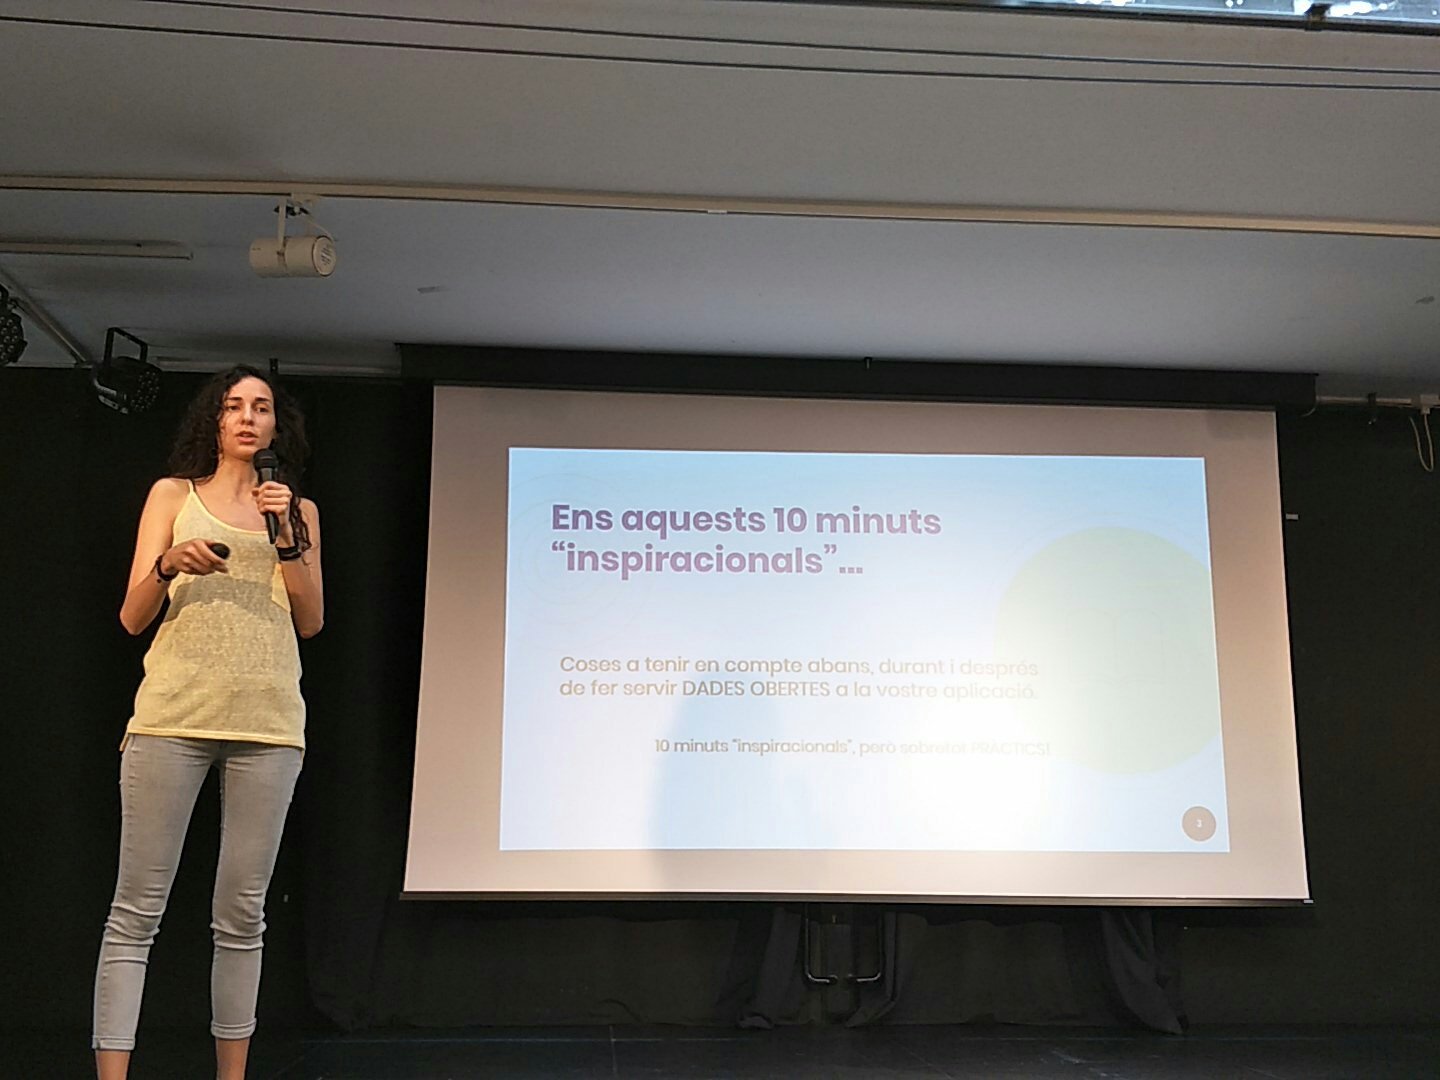 Ens aquests 10 minuts
“inspiracionals”...
Coses a tenir en compte abans, durant i després
de fer servir DADES OBERTES a la vostre aplicació.
10 minuts “inspiracionals”, però sobretot PRÀCTICS!
3